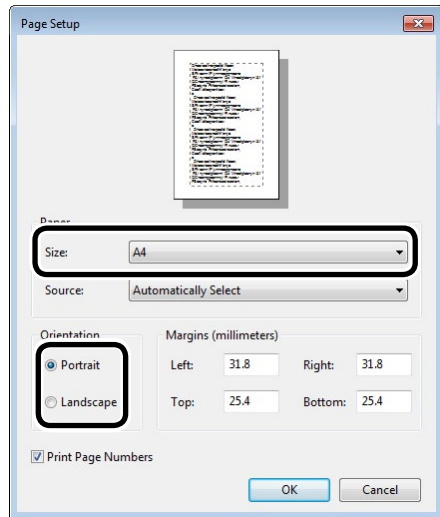 Page Setup
Paper
Size: A4
Source: Automatically Select
Orientation
Portrait
Landscape
Margins (millimeters)
Left: 31.8 Right: 31.8
Top: 25.4 Bottom: 25.4
Print Page Numbers
OK Cancel